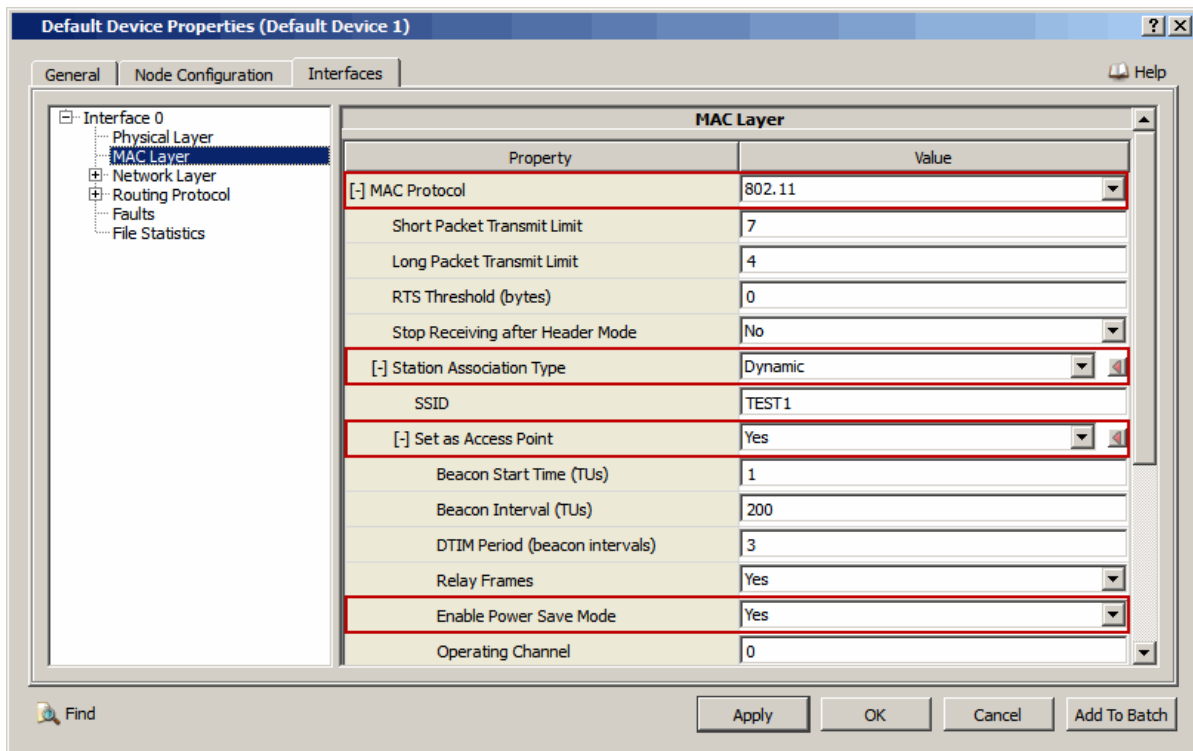 Default Device Properties (Default Device 1)
General
Node Configuration
Interfaces
Help
Interface 0
Physical Layer
MAC Layer
Network Layer
Routing Protocol
Faults
File Statistics
MAC Layer
Property Value
[-] MAC Protocol 802.11
Short Packet Transmit Limit 7
Long Packet Transmit Limit 4
RTS Threshold (bytes) 0
Stop Receiving after Header Mode No
[-] Station Association Type Dynamic
SSID TEST1
[-] Set as Access Point Yes
Beacon Start Time (TUs) 1
Beacon Interval (TUs) 200
DTIM Period (beacon intervals) 3
Relay Frames Yes
Enable Power Save Mode Yes
Operating Channel 0
Find
Apply
OK
Cancel
Add To Batch